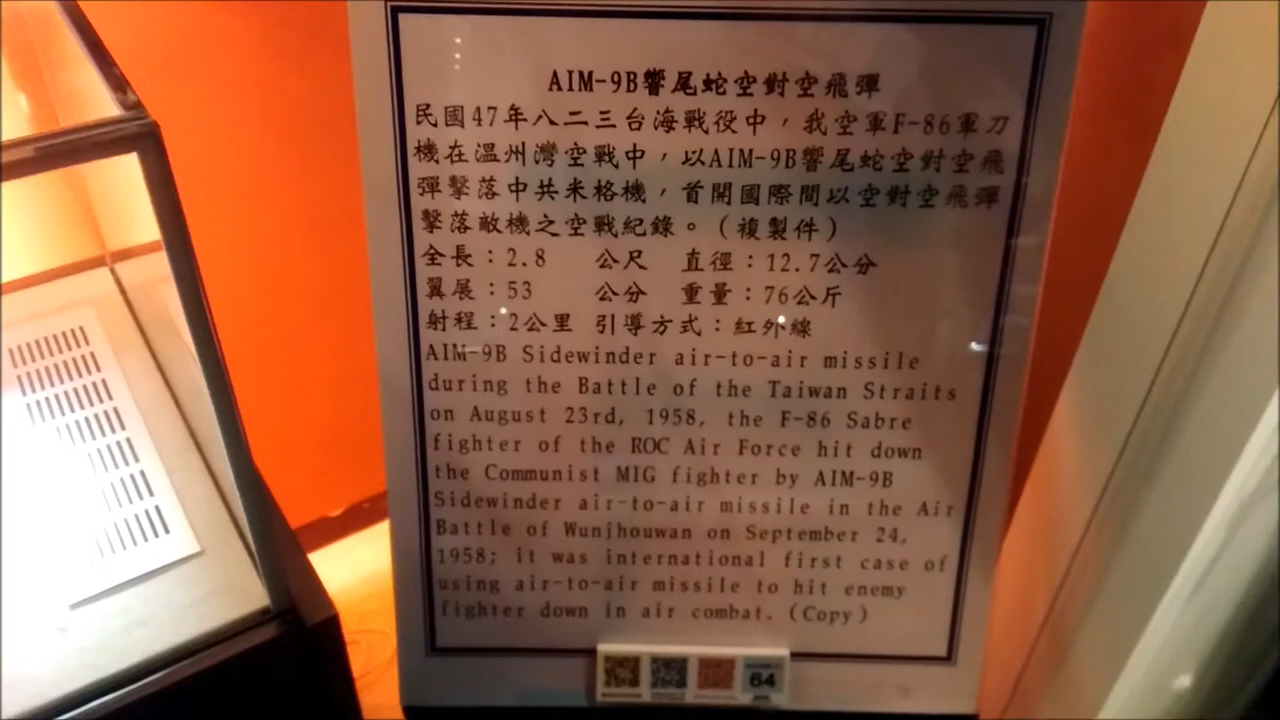 AIM-9B響尾蛇空對空飛彈
民國47年八二三台海戰役中，我空軍F-86軍刀
機在溫州灣空戰中，以AIM-9B響尾蛇空對空飛
彈擊落中共米格機，首開國際間以空對空飛彈
擊落敵機之空戰紀錄。（複製件）
全長：2.8 公尺 直徑：12.7公分
翼展：53 公分 重量：76公斤
射程：2公里 引導方式：紅外線
AIM-9B Sidewinder air-to-air missile
during the Battle of the Taiwan Straits
on August 23rd, 1958, the F-86 Sabre
fighter of the ROC Air Force hit down
the Communist MIG fighter by AIM-9B
Sidewinder air-to-air missile in the Air
Battle of Wunjhouwan on September 24,
1958; it was international first case of
using air-to-air missile to hit enemy
fighter down in air combat. (Copy)
64